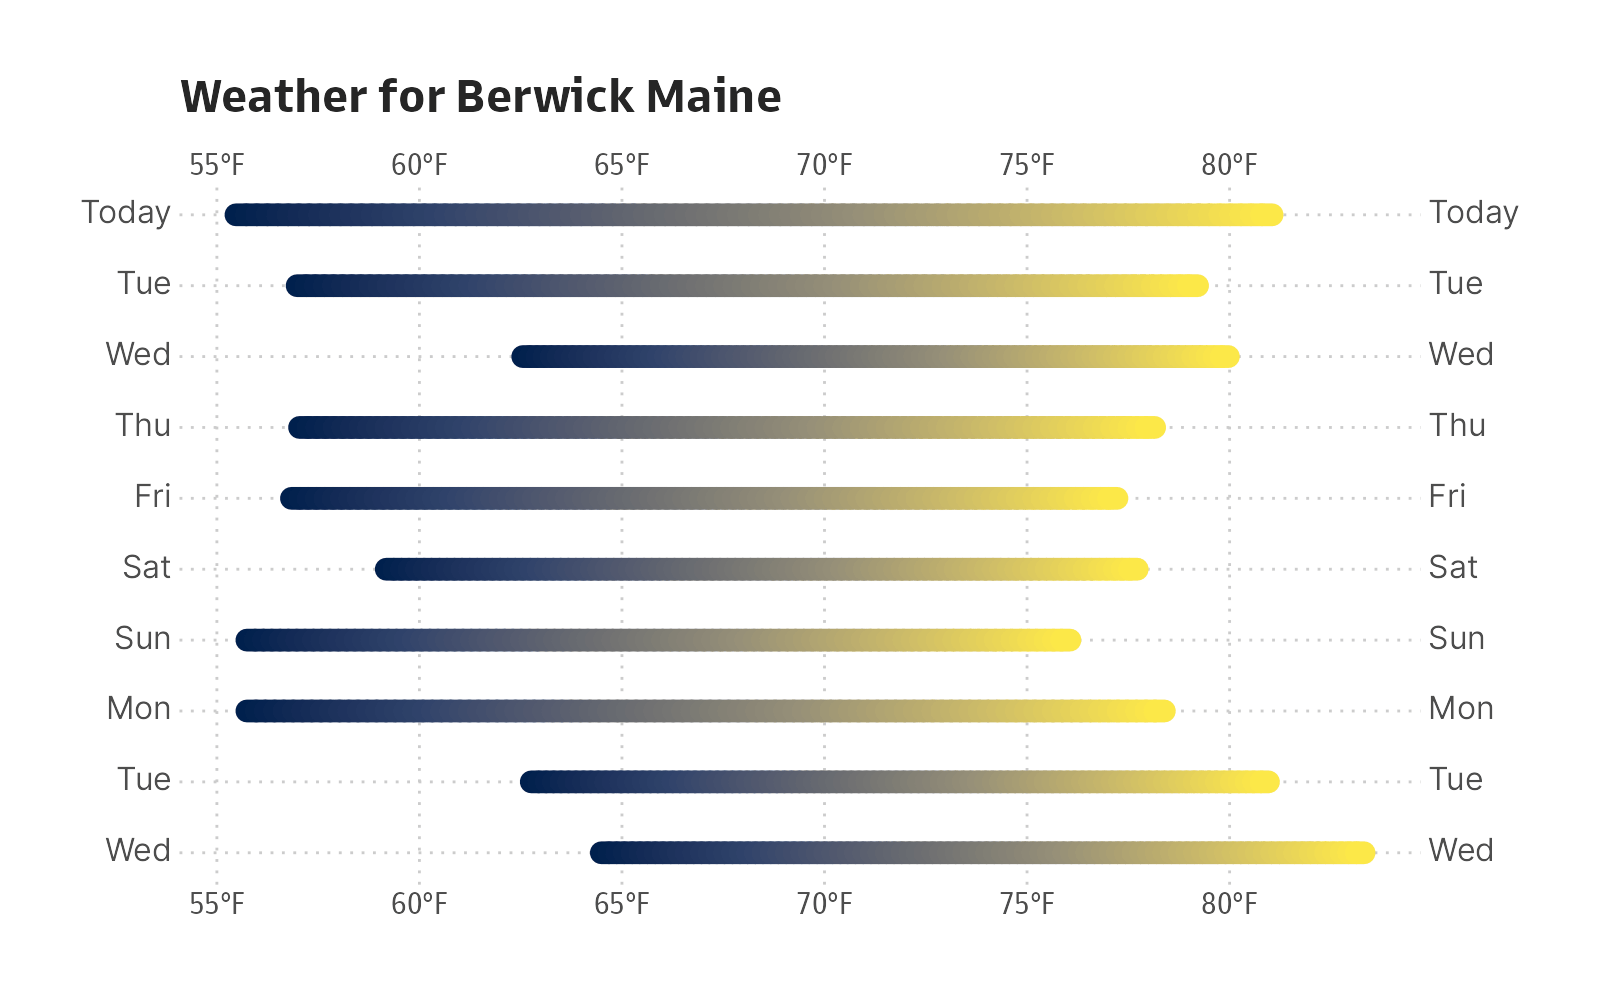 Weather for Berwick Maine
55°F 60°F 65°F 70°F 75°F 80°F
Today Today
Tue Tue
Wed Wed
Thu Thu
Fri Fri
Sat Sat
Sun Sun
Mon Mon
Tue Tue
Wed Wed
55°F 60°F 65°F 70°F 75°F 80°F